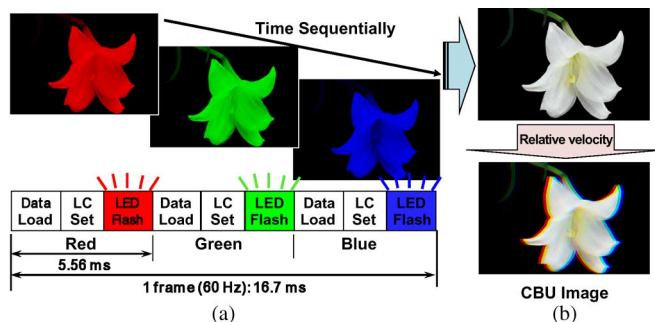 Time Sequentially
Relative velocity
Data Load
LC Set
LED Flash
Data Load
LC Set
LED Flash
Data Load
LC Set
LED Flash
Red
Green
Blue
5.56 ms
1 frame (60 Hz): 16.7 ms
CBU Image
(a)
(b)